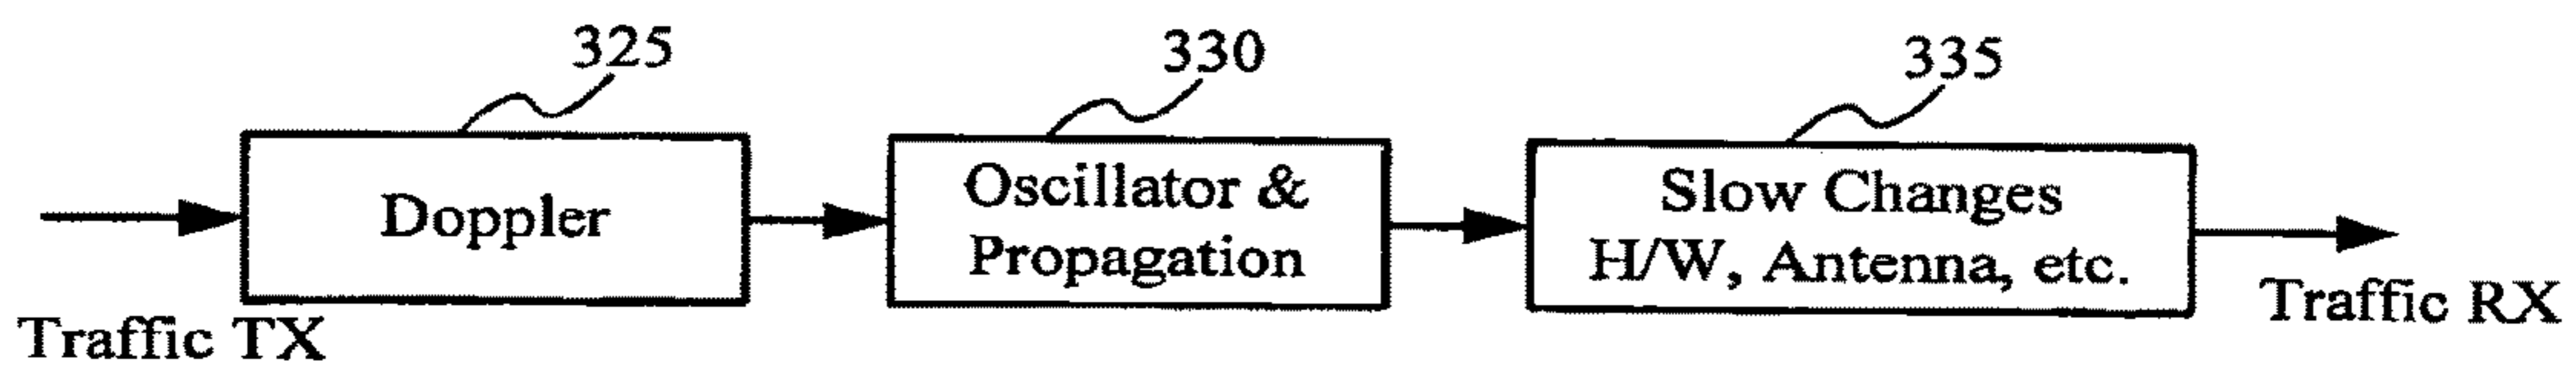 325
330
335
Doppler
Oscillator &
Propagation
Slow Changes
H/W, Antenna, etc.
Traffic TX
Traffic RX